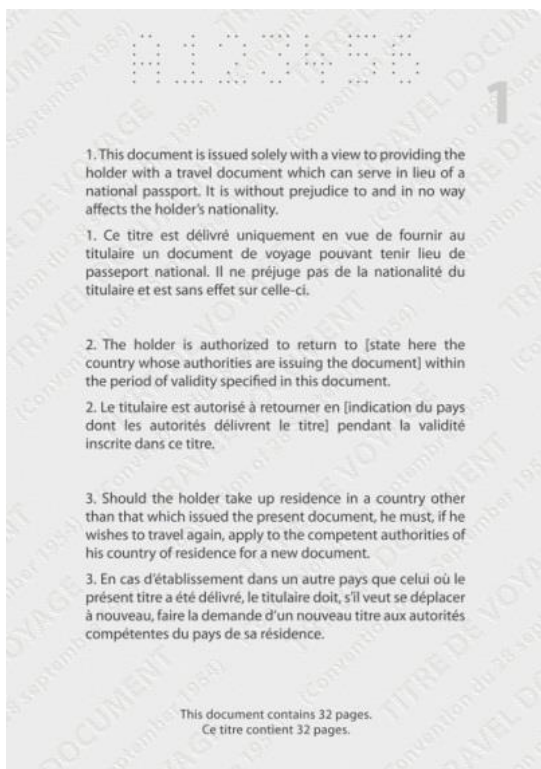 A123456
1
1. This document is issued solely with a view to providing the
holder with a travel document which can serve in lieu of a
national passport. It is without prejudice to and in no way
affects the holder's nationality.
1. Ce titre est délivré uniquement en vue de fournir au
titulaire un document de voyage pouvant tenir lieu de
passeport national. Il ne préjuge pas de la nationalité du
titulaire et est sans effet sur celle-ci.
2. The holder is authorized to return to [state here the
country whose authorities are issuing the document] within
the period of validity specified in this document.
2. Le titulaire est autorisé à retourner en [indication du pays
dont les autorités délivrent le titre] pendant la validité
inscrite dans ce titre.
3. Should the holder take up residence in a country other
than that which issued the present document, he must, if he
wishes to travel again, apply to the competent authorities of
his country of residence for a new document.
3. En cas d'établissement dans un autre pays que celui où le
présent titre a été délivré, le titulaire doit, s'il veut se déplacer
à nouveau, faire la demande d'un nouveau titre aux autorités
compétentes du pays de sa résidence.
This document contains 32 pages.
Ce titre contient 32 pages.